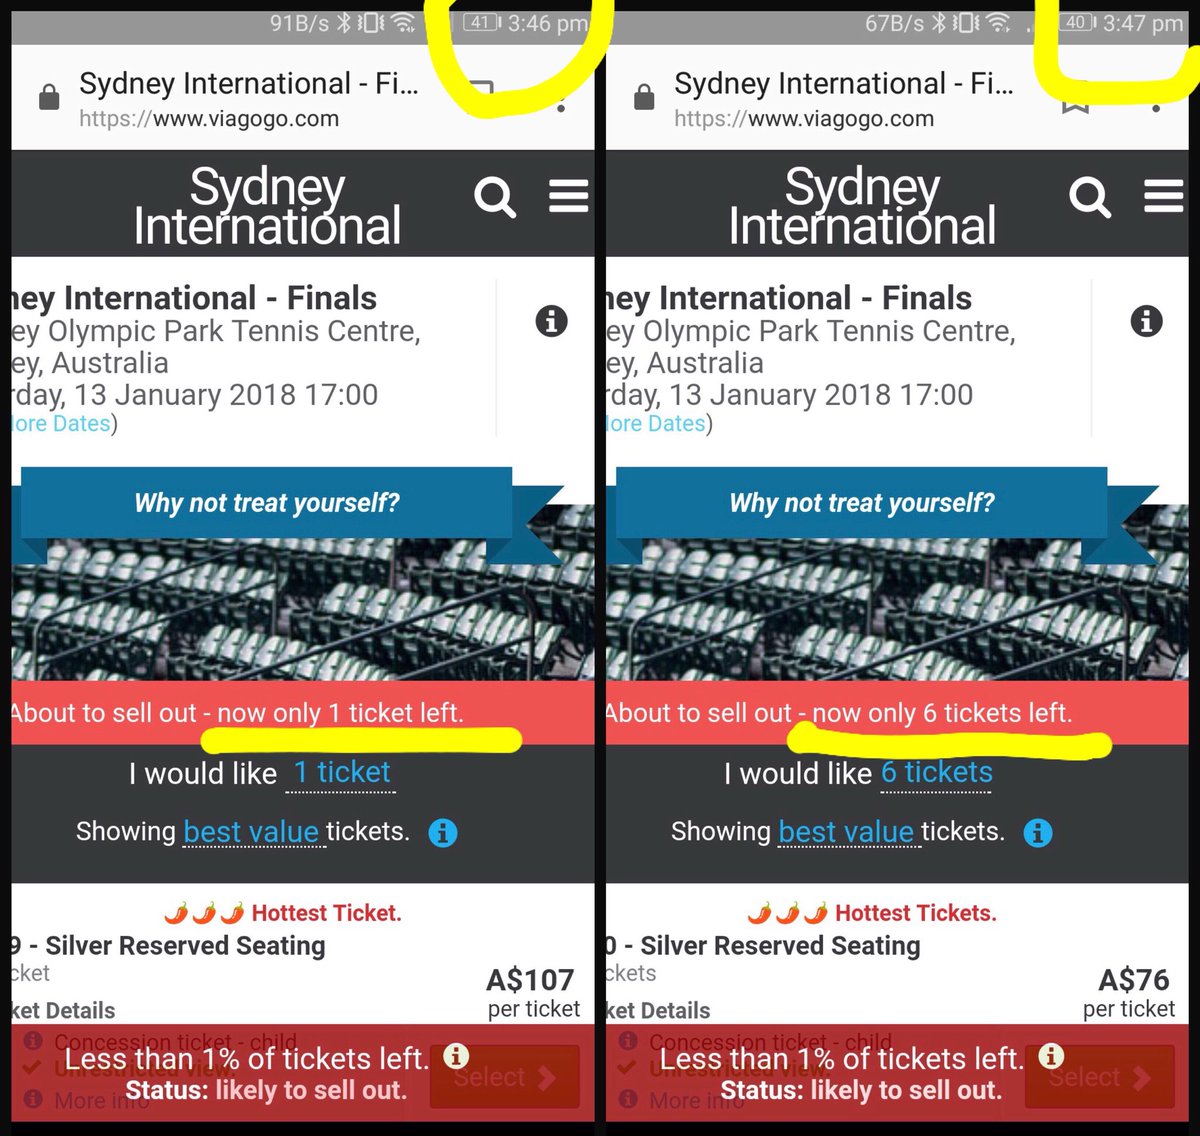 91B/s 41 3:46 pm
Sydney International - Fi...
https://www.viagogo.com
Sydney
International
ney International - Finals
ey Olympic Park Tennis Centre,
ey, Australia
rday, 13 January 2018 17:00
ore Dates)
Why not treat yourself?
About to sell out - now only 1 ticket left.
I would like 1 ticket
Showing best value tickets.
Hottest Ticket.
9 - Silver Reserved Seating
cket
A$107
per ticket
ket Details
Concession ticket - child
Less than 1% of tickets left.
Unrestricted view.
Select
Status: likely to sell out.
More info
67B/s 40 3:47 pm
Sydney International - Fi...
https://www.viagogo.com
Sydney
International
ney International - Finals
ey Olympic Park Tennis Centre,
ey, Australia
rday, 13 January 2018 17:00
ore Dates)
Why not treat yourself?
About to sell out - now only 6 tickets left.
I would like 6 tickets
Showing best value tickets.
Hottest Tickets.
0 - Silver Reserved Seating
ckets
A$76
per ticket
ket Details
Concession ticket - child
Less than 1% of tickets left.
Unrestricted view.
Select
Status: likely to sell out.
More info